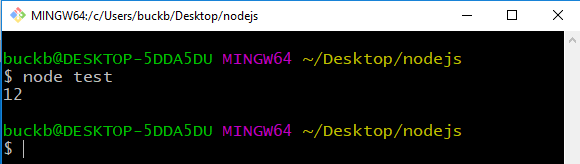 MINGW64:/c/Users/buckb/Desktop/nodejs
buckb@DESKTOP-5DDA5DU MINGW64 ~/Desktop/nodejs
$ node test
12
buckb@DESKTOP-5DDA5DU MINGW64 ~/Desktop/nodejs
$